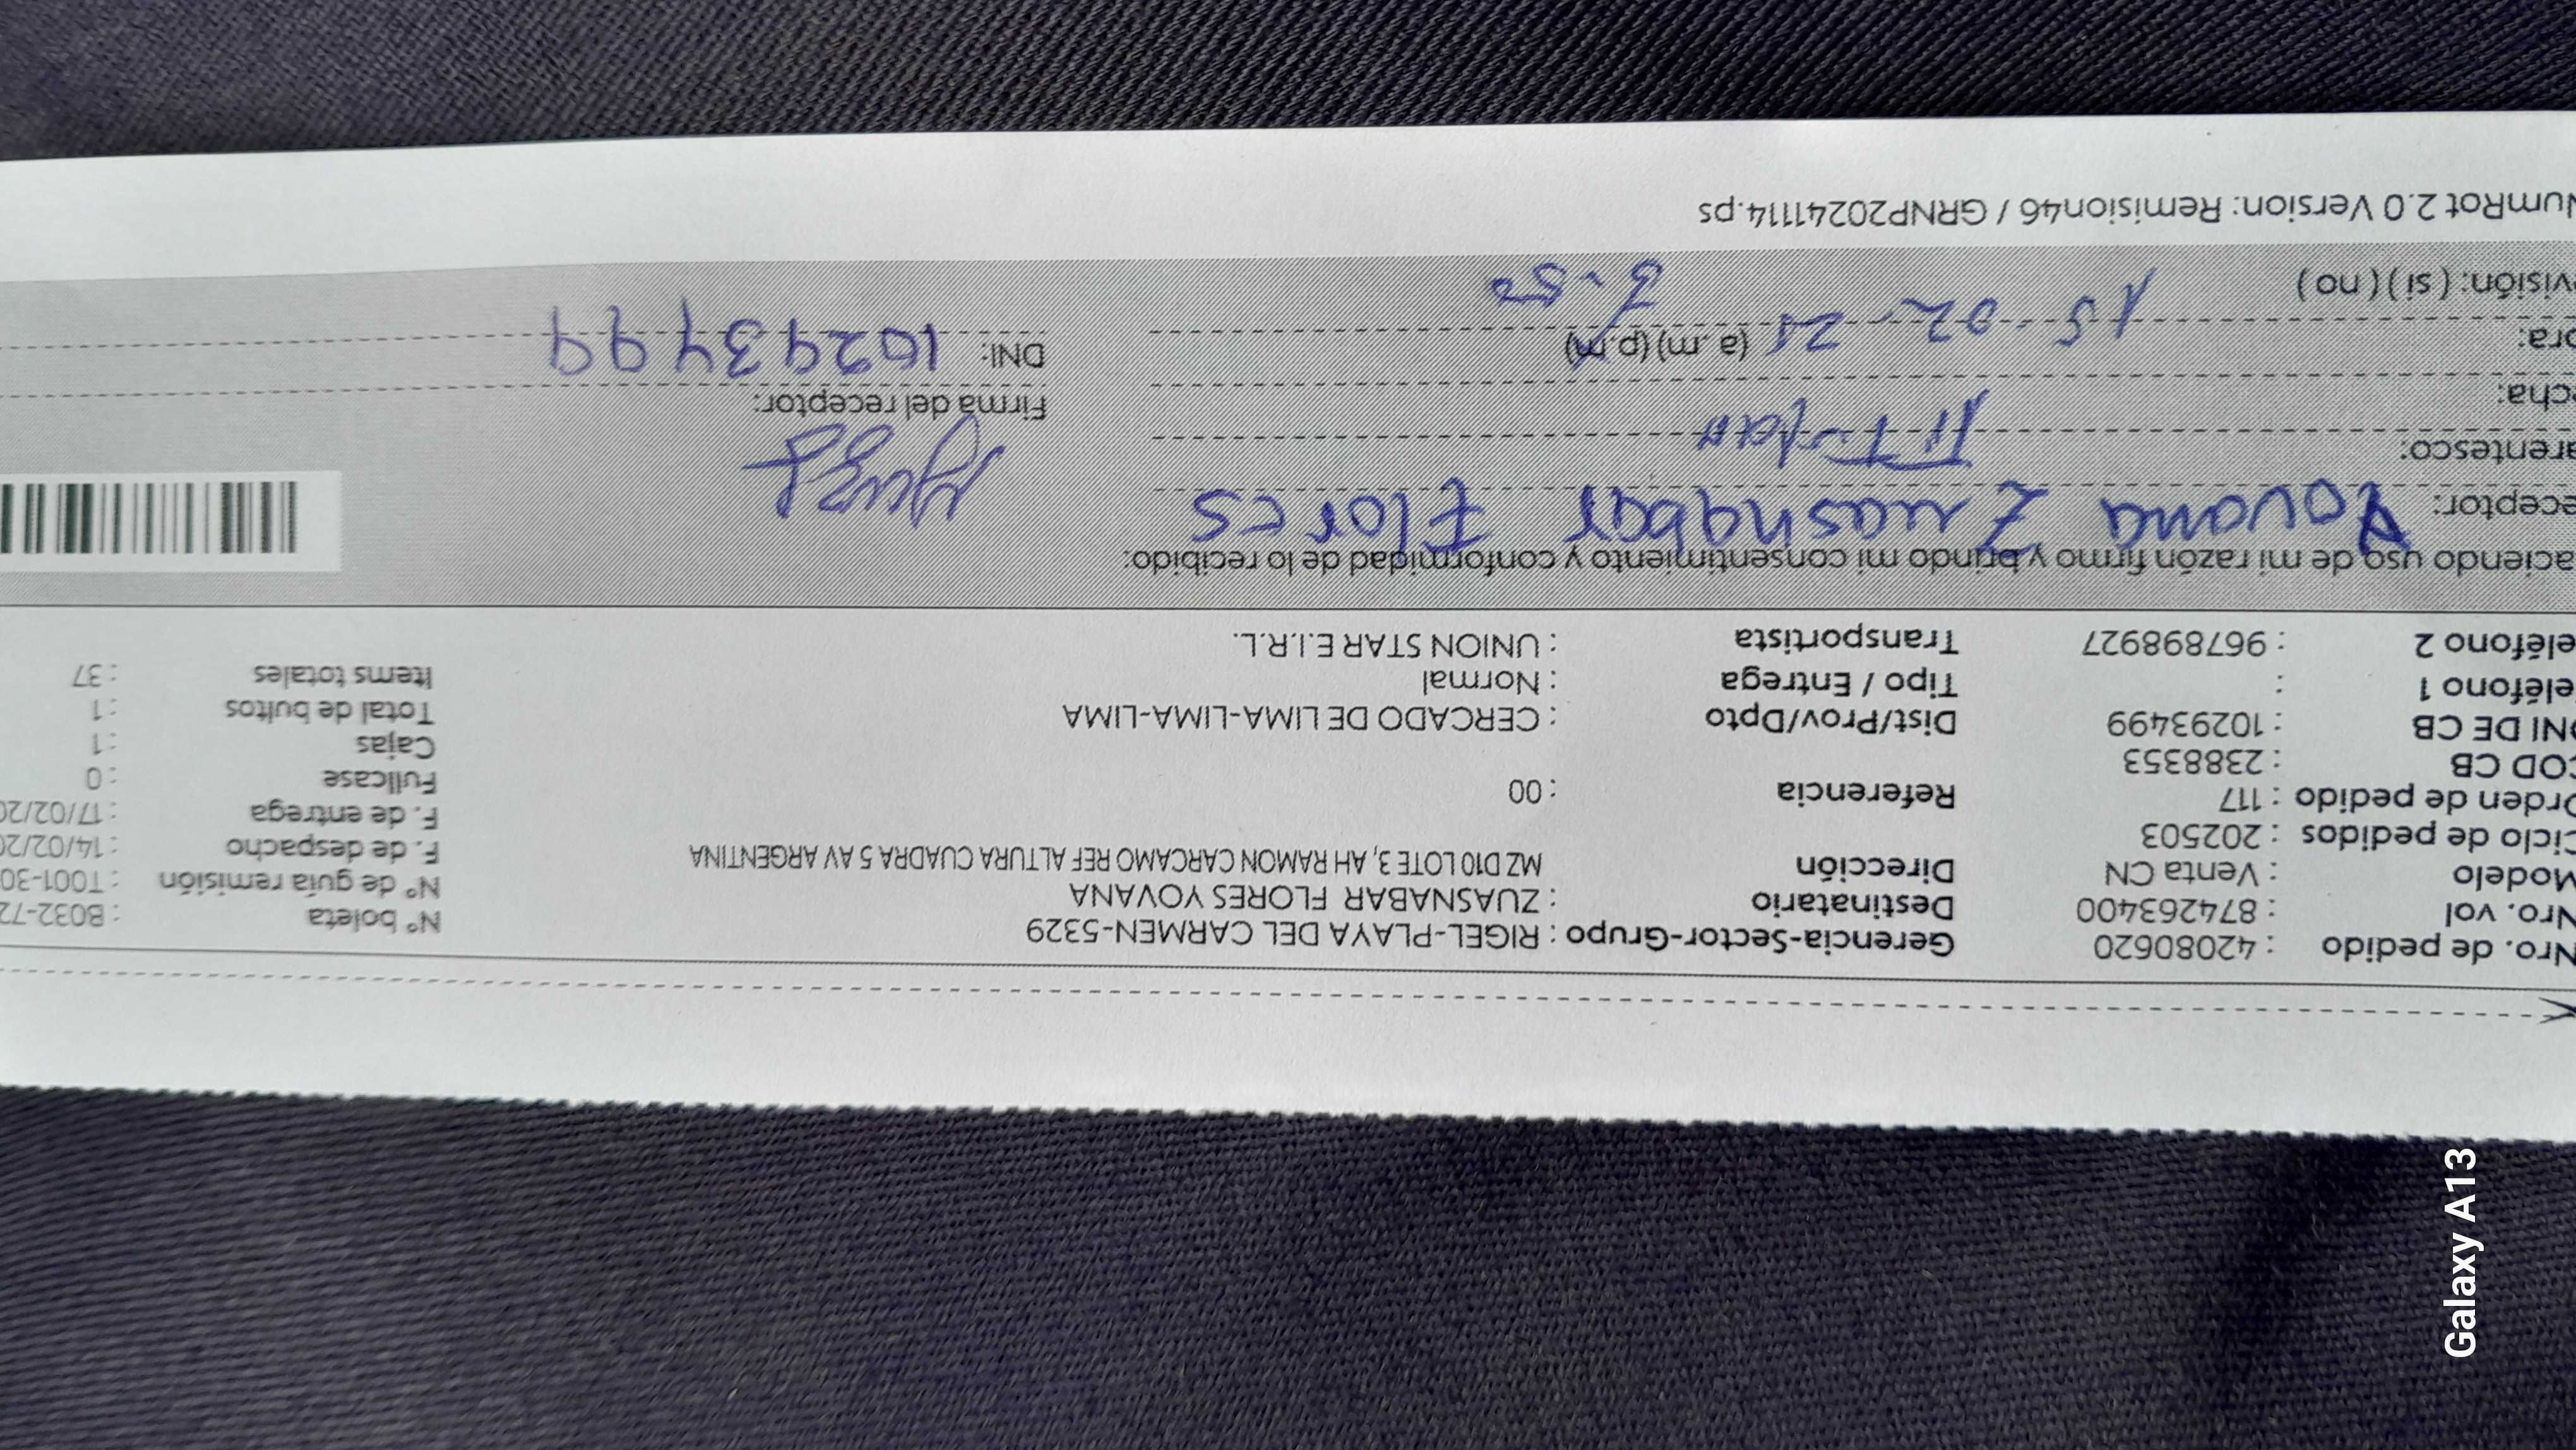 Nro. de pedido : 42080620 Gerencia-Sector-Grupo : RIGEL-PLAYA DEL CARMEN-5329 N° boleta : B032-72
Nro. vol : 874263400 Destinatario : ZUASNABAR FLORES YOVANA N° de guía remisión : T001-30
Modelo : Venta CN Dirección MZ D10 LOTE 3, AH RAMON CARCAMO REF ALTURA CUADRA 5 AV ARGENTINA F. de despacho : 14/02/20
Ciclo de pedidos : 202503 F. de entrega : 17/02/20
Orden de pedido : 117 Referencia : 00 Fullcase : 0
COD CB : 2388353 Cajas : 1
DNI DE CB : 10293499 Dist/Prov/Dpto : CERCADO DE LIMA-LIMA-LIMA Total de bultos : 1
eléfono 1 : Tipo / Entrega : Normal Items totales : 37
eléfono 2 : 967898927 Transportista : UNION STAR E.I.R.L.
aciendo uso de mi razón firmo y brindo mi consentimiento y conformidad de lo recibido:
eceptor: Yovana Zuasnabar Flores
arentesco: Titular
echa: Firma del receptor:
ora: 15-02-25 (a.m) (p.m) 3.50 DNI: 10293499
visión: ( si ) ( no )
NumRot 2.0 Version: Remision46 / GRNP20241114.ps
Galaxy A13